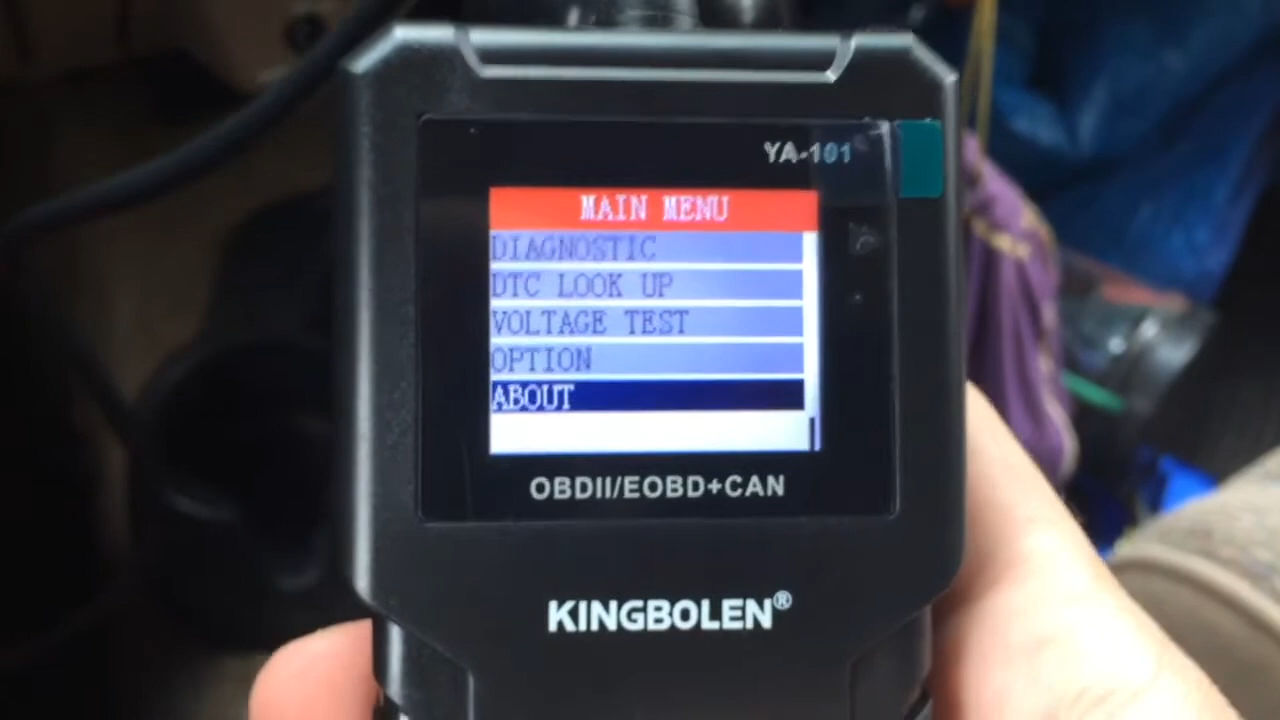 YA-101
MAIN MENU
DIAGNOSTIC
DTC LOOK UP
VOLTAGE TEST
OPTION
ABOUT
OBDII/EOBD+CAN
KINGBOLEN®